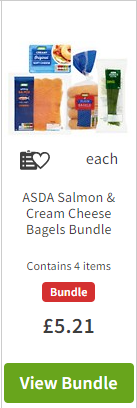 each
ASDA Salmon &
Cream Cheese
Bagels Bundle
Contains 4 items
Bundle
£5.21
View Bundle